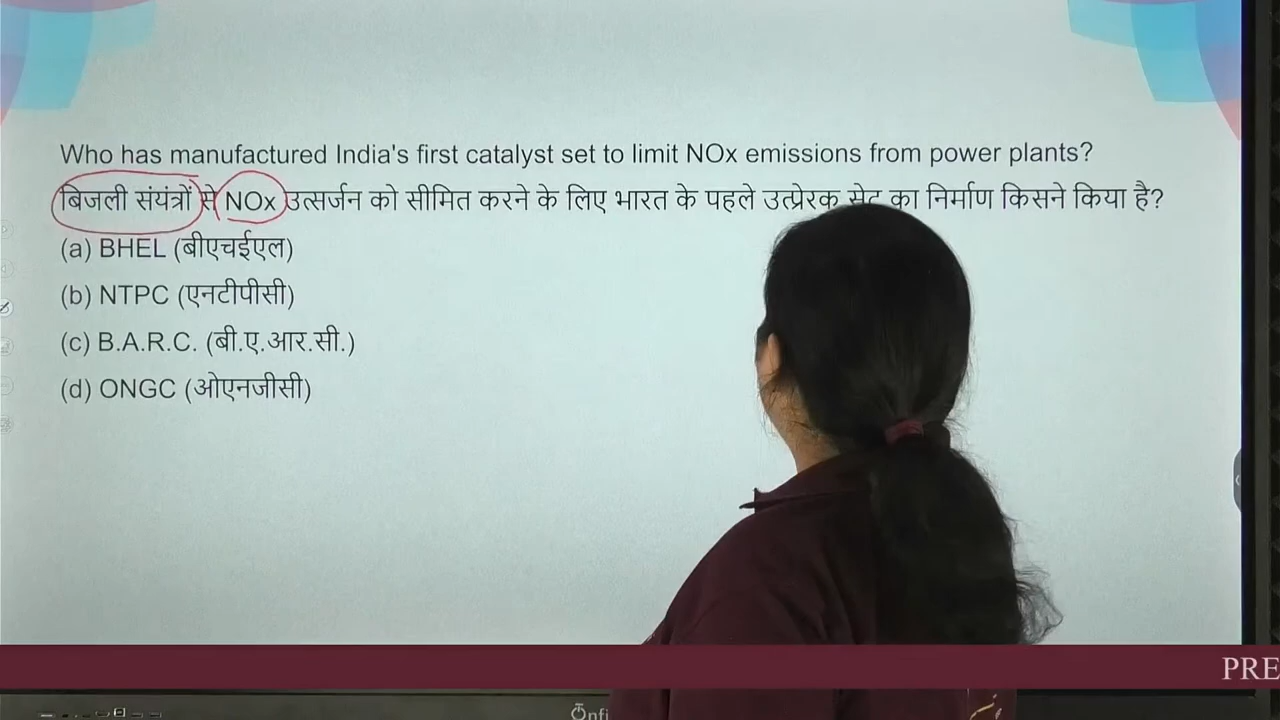 Who has manufactured India's first catalyst set to limit NOx emissions from power plants?
बिजली संयंत्रों से NOx उत्सर्जन को सीमित करने के लिए भारत के पहले उत्प्रेरक सेट का निर्माण किसने किया है?
(a) BHEL (बीएचईएल)
(b) NTPC (एनटीपीसी)
(c) B.A.R.C. (बी.ए.आर.सी.)
(d) ONGC (ओएनजीसी)
PRE